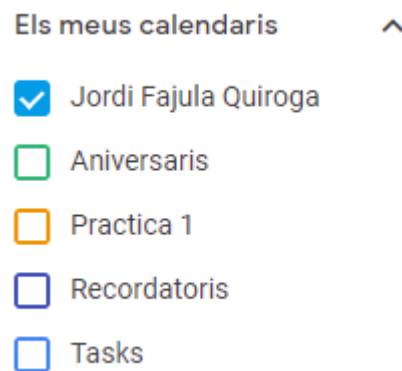 Els meus calendaris
Jordi Fajula Quiroga
Aniversaris
Practica 1
Recordatoris
Tasks